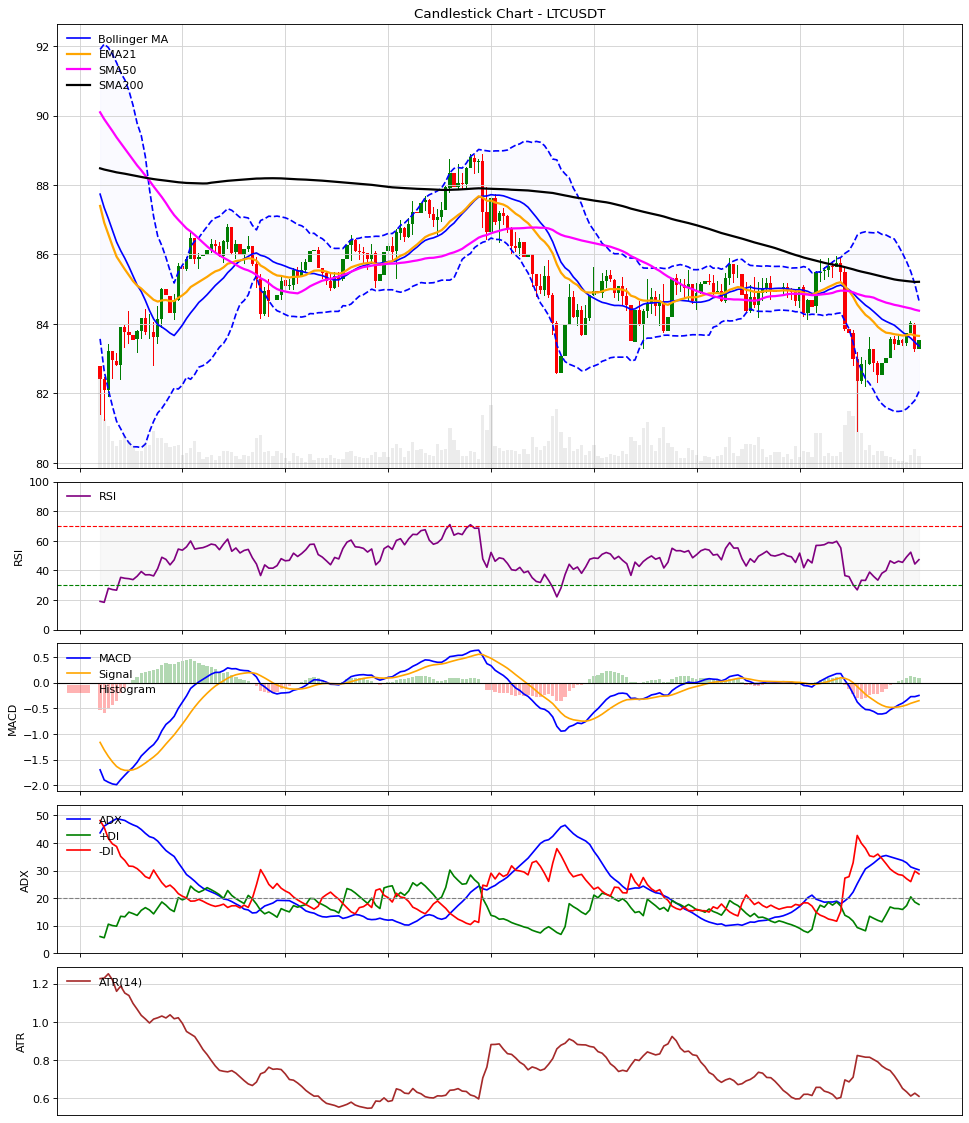 Candlestick Chart - LTCUSDT
Bollinger MA
EMA21
SMA50
SMA200
92
90
88
86
84
82
80
RSI
RSI
100
80
60
40
20
0
MACD
Signal
Histogram
MACD
0.5
0.0
−0.5
−1.0
−1.5
−2.0
ADX
+DI
-DI
ADX
50
40
30
20
10
0
ATR(14)
ATR
1.2
1.0
0.8
0.6